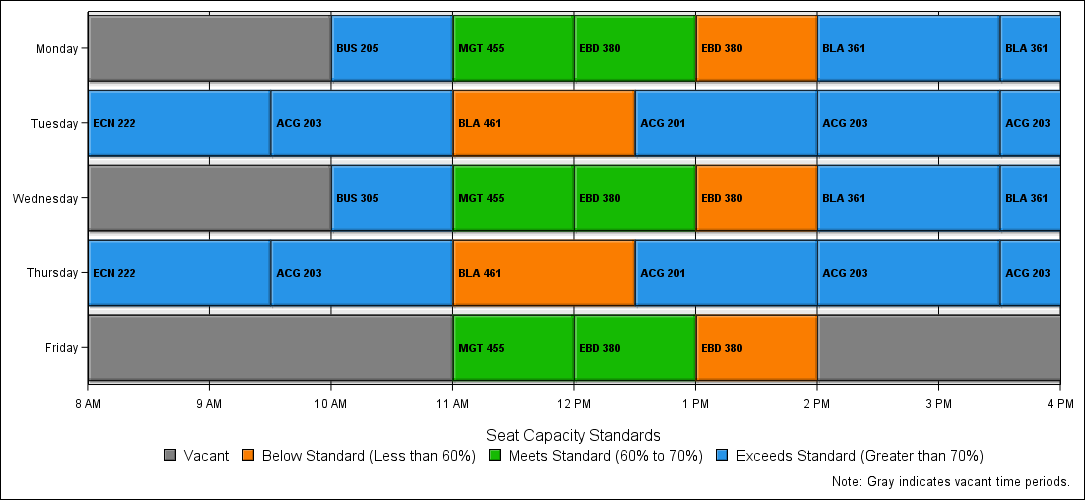 Monday BUS 205 MGT 455 EBD 380 EBD 380 BLA 361 BLA 361
Tuesday ECN 222 ACG 203 BLA 461 ACG 201 ACG 203 ACG 203
Wednesday BUS 305 MGT 455 EBD 380 EBD 380 BLA 361 BLA 361
Thursday ECN 222 ACG 203 BLA 461 ACG 201 ACG 203 ACG 203
Friday MGT 455 EBD 380 EBD 380
8 AM 9 AM 10 AM 11 AM 12 PM 1 PM 2 PM 3 PM 4 PM
Seat Capacity Standards
Vacant Below Standard (Less than 60%) Meets Standard (60% to 70%) Exceeds Standard (Greater than 70%)
Note: Gray indicates vacant time periods.